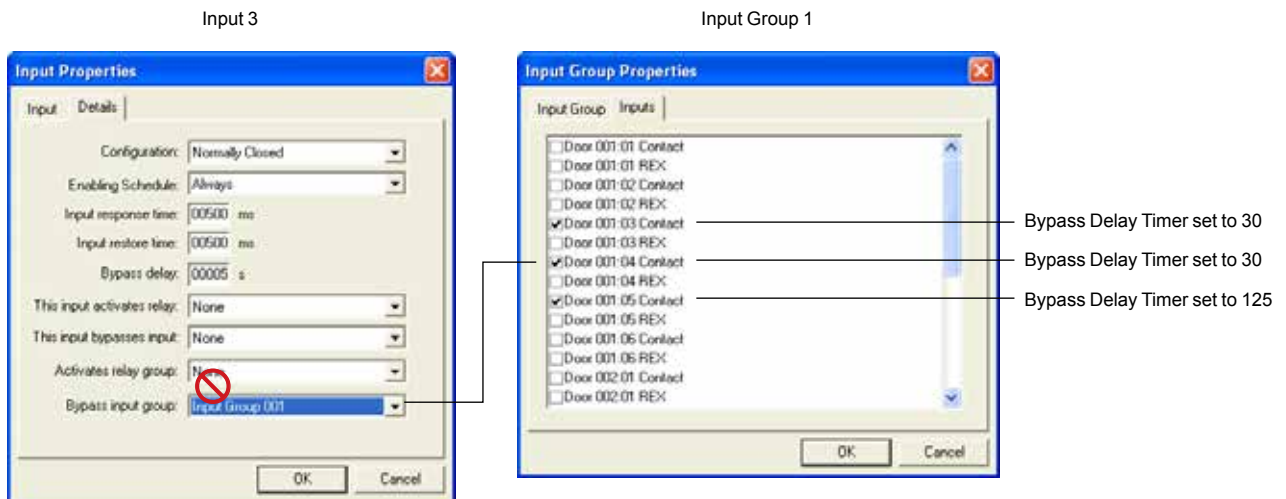 Input 3
Input Group 1
Input Properties
Input Details
Configuration: Normally Closed
Enabling Schedule: Always
Input response time: 00500 ms
Input restore time: 00500 ms
Bypass delay: 00005 s
This input activates relay: None
This input bypasses input: None
Activates relay group: None
Bypass input group: Input Group 001
OK Cancel
Input Group Properties
Input Group Inputs
Door 001:01 Contact
Door 001:01 REX
Door 001:02 Contact
Door 001:02 REX
Door 001:03 Contact
Door 001:03 REX
Door 001:04 Contact
Door 001:04 REX
Door 001:05 Contact
Door 001:05 REX
Door 001:06 Contact
Door 001:06 REX
Door 002:01 Contact
Door 002:01 REX
OK Cancel
Bypass Delay Timer set to 30
Bypass Delay Timer set to 30
Bypass Delay Timer set to 125